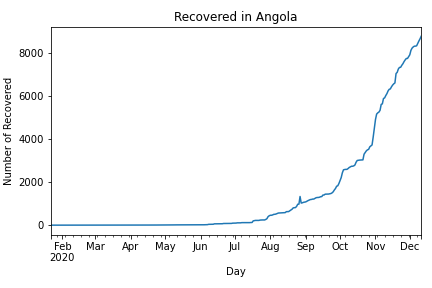 Recovered in Angola
Number of Recovered
8000
6000
4000
2000
0
Feb Mar Apr May Jun Jul Aug Sep Oct Nov Dec
2020
Day